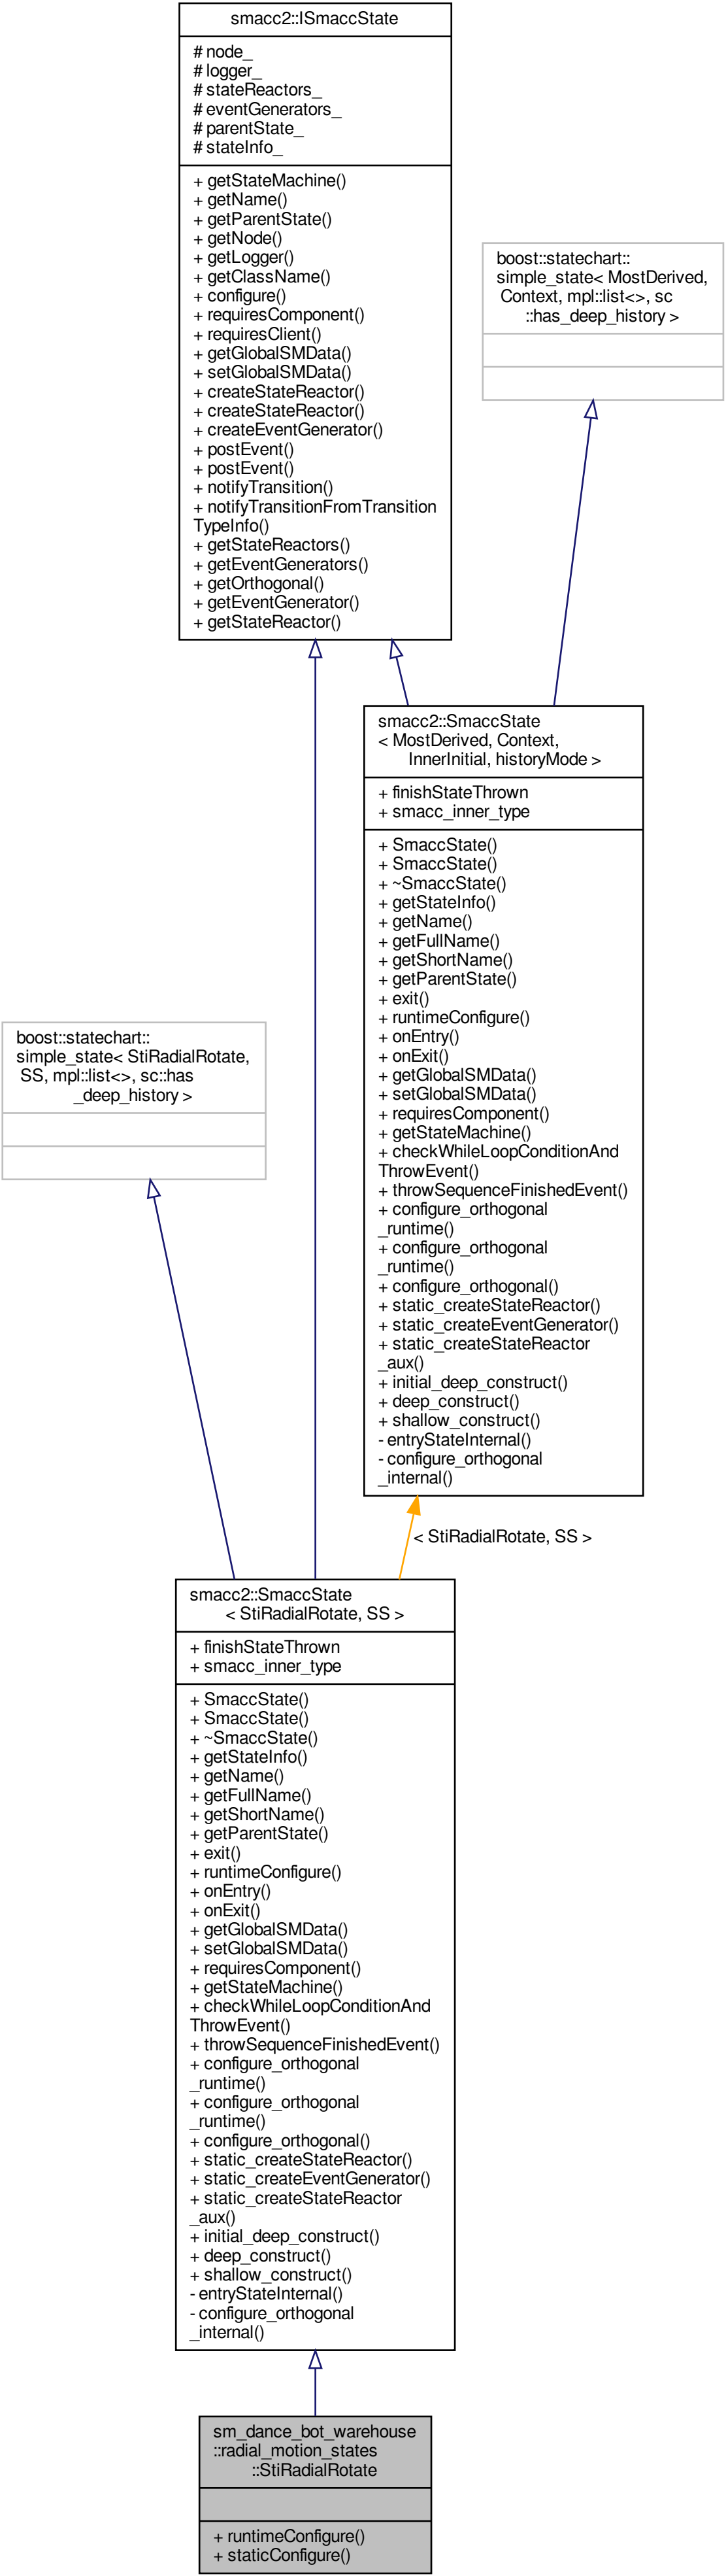 smacc2::ISmaccState
# node_
# logger_
# stateReactors_
# eventGenerators_
# parentState_
# stateInfo_
+ getStateMachine()
+ getName()
+ getParentState()
+ getNode()
+ getLogger()
+ getClassName()
+ configure()
+ requiresComponent()
+ requiresClient()
+ getGlobalSMData()
+ setGlobalSMData()
+ createStateReactor()
+ createStateReactor()
+ createEventGenerator()
+ postEvent()
+ postEvent()
+ notifyTransition()
+ notifyTransitionFromTransition
TypeInfo()
+ getStateReactors()
+ getEventGenerators()
+ getOrthogonal()
+ getEventGenerator()
+ getStateReactor()
boost::statechart::
simple_state< MostDerived,
Context, mpl::list<>, sc
::has_deep_history >
smacc2::SmaccState
< MostDerived, Context,
InnerInitial, historyMode >
+ finishStateThrown
+ smacc_inner_type
+ SmaccState()
+ SmaccState()
+ ~SmaccState()
+ getStateInfo()
+ getName()
+ getFullName()
+ getShortName()
+ getParentState()
+ exit()
+ runtimeConfigure()
+ onEntry()
+ onExit()
+ getGlobalSMData()
+ setGlobalSMData()
+ requiresComponent()
+ getStateMachine()
+ checkWhileLoopConditionAnd
ThrowEvent()
+ throwSequenceFinishedEvent()
+ configure_orthogonal
_runtime()
+ configure_orthogonal
_runtime()
+ configure_orthogonal()
+ static_createStateReactor()
+ static_createEventGenerator()
+ static_createStateReactor
_aux()
+ initial_deep_construct()
+ deep_construct()
+ shallow_construct()
- entryStateInternal()
- configure_orthogonal
_internal()
boost::statechart::
simple_state< StiRadialRotate,
SS, mpl::list<>, sc::has
_deep_history >
< StiRadialRotate, SS >
smacc2::SmaccState
< StiRadialRotate, SS >
+ finishStateThrown
+ smacc_inner_type
+ SmaccState()
+ SmaccState()
+ ~SmaccState()
+ getStateInfo()
+ getName()
+ getFullName()
+ getShortName()
+ getParentState()
+ exit()
+ runtimeConfigure()
+ onEntry()
+ onExit()
+ getGlobalSMData()
+ setGlobalSMData()
+ requiresComponent()
+ getStateMachine()
+ checkWhileLoopConditionAnd
ThrowEvent()
+ throwSequenceFinishedEvent()
+ configure_orthogonal
_runtime()
+ configure_orthogonal
_runtime()
+ configure_orthogonal()
+ static_createStateReactor()
+ static_createEventGenerator()
+ static_createStateReactor
_aux()
+ initial_deep_construct()
+ deep_construct()
+ shallow_construct()
- entryStateInternal()
- configure_orthogonal
_internal()
sm_dance_bot_warehouse
::radial_motion_states
::StiRadialRotate
+ runtimeConfigure()
+ staticConfigure()